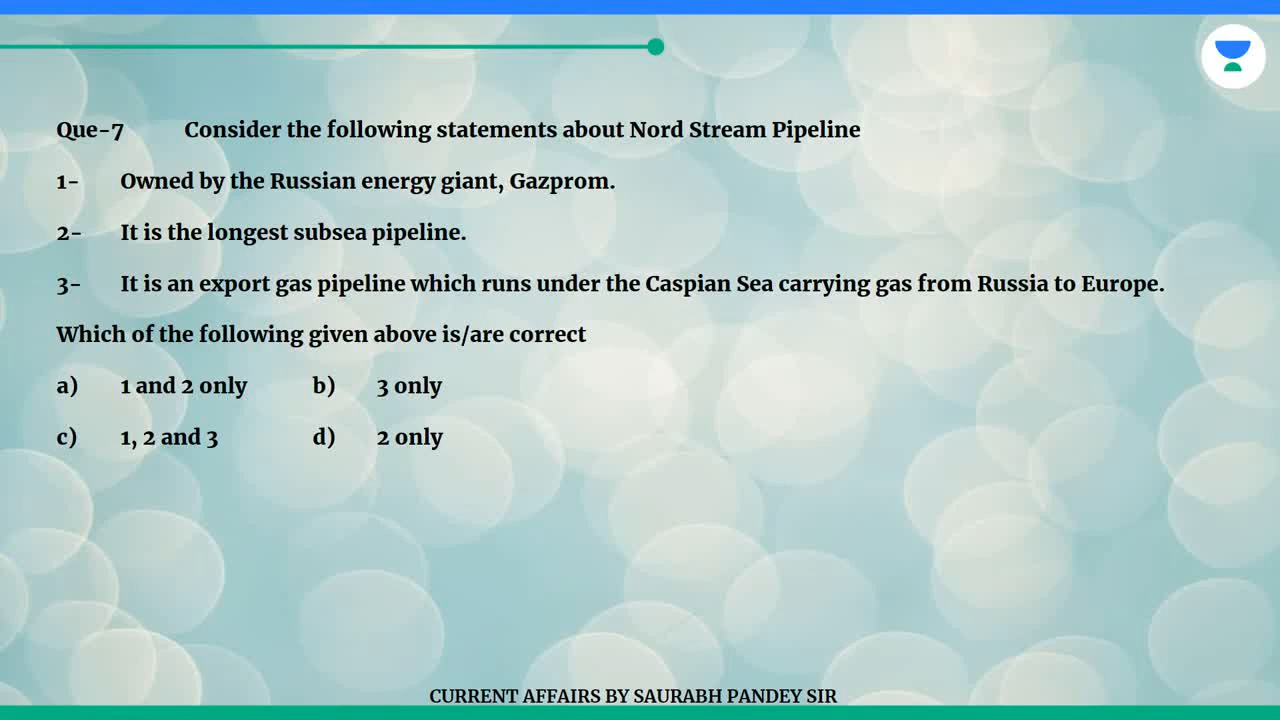 Que-7 Consider the following statements about Nord Stream Pipeline
1- Owned by the Russian energy giant, Gazprom.
2- It is the longest subsea pipeline.
3- It is an export gas pipeline which runs under the Caspian Sea carrying gas from Russia to Europe.
Which of the following given above is/are correct
a) 1 and 2 only b) 3 only
c) 1, 2 and 3 d) 2 only
CURRENT AFFAIRS BY SAURABH PANDEY SIR